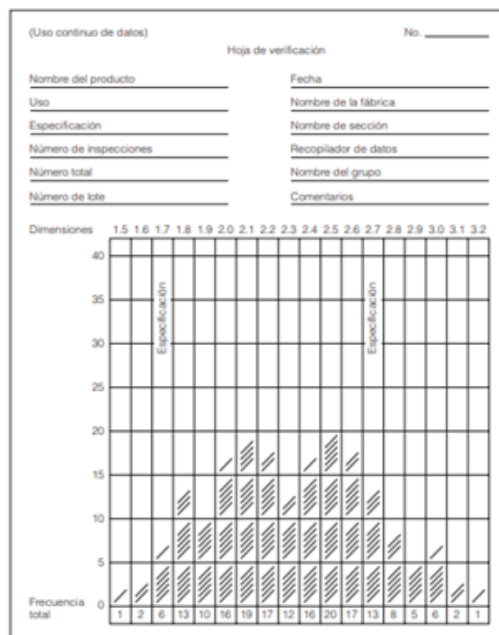 (Uso continuo de datos) No.
Hoja de verificación
Nombre del producto Fecha
Uso Nombre de la fábrica
Especificación Nombre de sección
Número de inspecciones Recopilador de datos
Número total Nombre del grupo
Número de lote Comentarios
Dimensiones 1.5 1.6 1.7 1.8 1.9 2.0 2.1 2.2 2.3 2.4 2.5 2.6 2.7 2.8 2.9 3.0 3.1 3.2
40
35
Especificación Especificación
30
25
20
15
10
5
0
Frecuencia
total 1 2 6 13 10 16 19 17 12 16 20 17 13 8 5 6 2 1